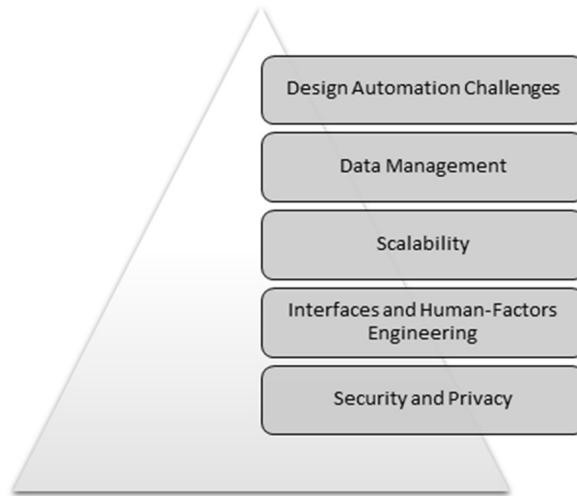 Design Automation Challenges
Data Management
Scalability
Interfaces and Human-Factors
Engineering
Security and Privacy